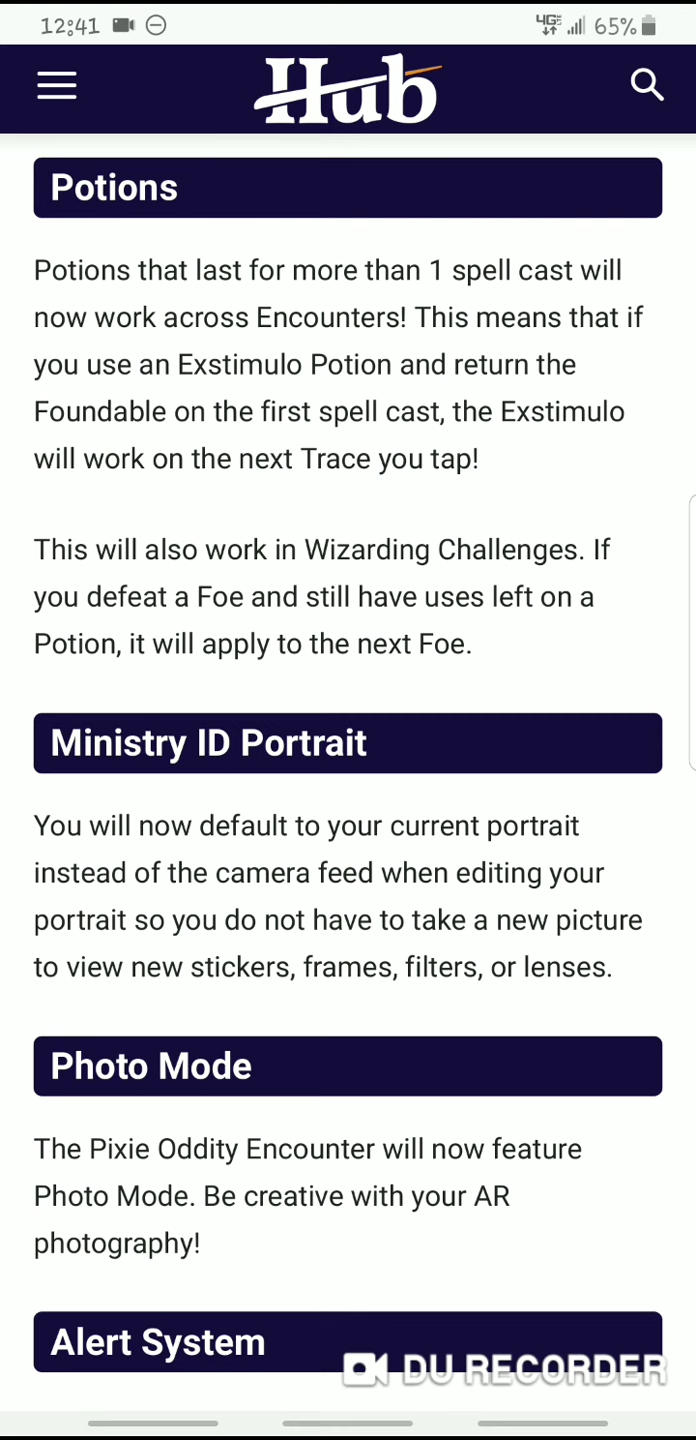 12:41
4GE 65%
Hub
Potions
Potions that last for more than 1 spell cast will
now work across Encounters! This means that if
you use an Exstimulo Potion and return the
Foundable on the first spell cast, the Exstimulo
will work on the next Trace you tap!
This will also work in Wizarding Challenges. If
you defeat a Foe and still have uses left on a
Potion, it will apply to the next Foe.
Ministry ID Portrait
You will now default to your current portrait
instead of the camera feed when editing your
portrait so you do not have to take a new picture
to view new stickers, frames, filters, or lenses.
Photo Mode
The Pixie Oddity Encounter will now feature
Photo Mode. Be creative with your AR
photography!
Alert System
DU RECORDER